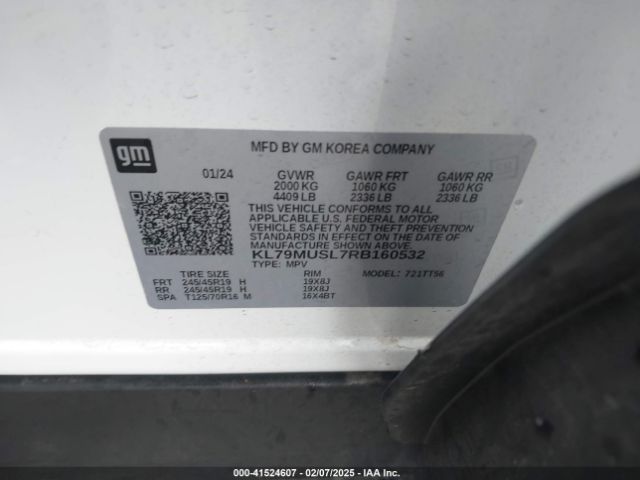 gm
MFD BY GM KOREA COMPANY
01/24 GVWR GAWR FRT GAWR RR
2000 KG 1060 KG 1060 KG
4409 LB 2336 LB 2336 LB
THIS VEHICLE CONFORMS TO ALL
APPLICABLE U.S. FEDERAL MOTOR
VEHICLE SAFETY AND THEFT
PREVENTION STANDARDS IN
EFFECT ON THE DATE OF
MANUFACTURE SHOWN ABOVE.
KL79MUSL7RB160532
TYPE: MPV
TIRE SIZE RIM MODEL: 721TT56
FRT 245/45R19 H 19X8J
RR 245/45R19 H 19X8J
SPA T125/70R16 M 16X4BT
00-41524607 - 02/07/2025 - IAA Inc.